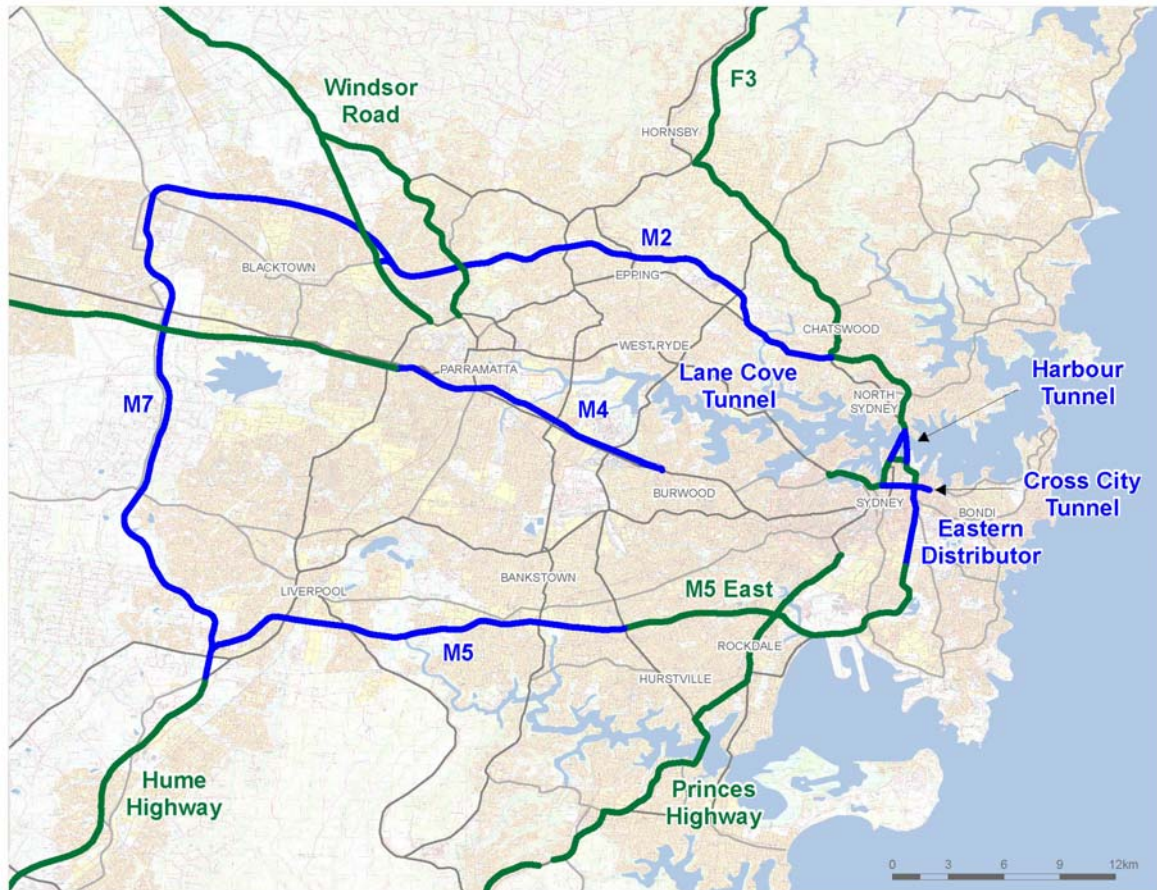 F3
Windsor
Road
HORNSBY
M2
BLACKTOWN
EPPING
CHATSWOOD
WEST RYDE
PARRAMATTA
Lane Cove
Tunnel
Harbour
Tunnel
NORTH
SYDNEY
M7
M4
BURWOOD
SYDNEY
Cross City
Tunnel
BONDI
Eastern
Distributor
BANKSTOWN
LIVERPOOL
M5 East
M5
ROCKDALE
HURSTVILLE
Hume
Highway
Princes
Highway
0 3 6 9 12km